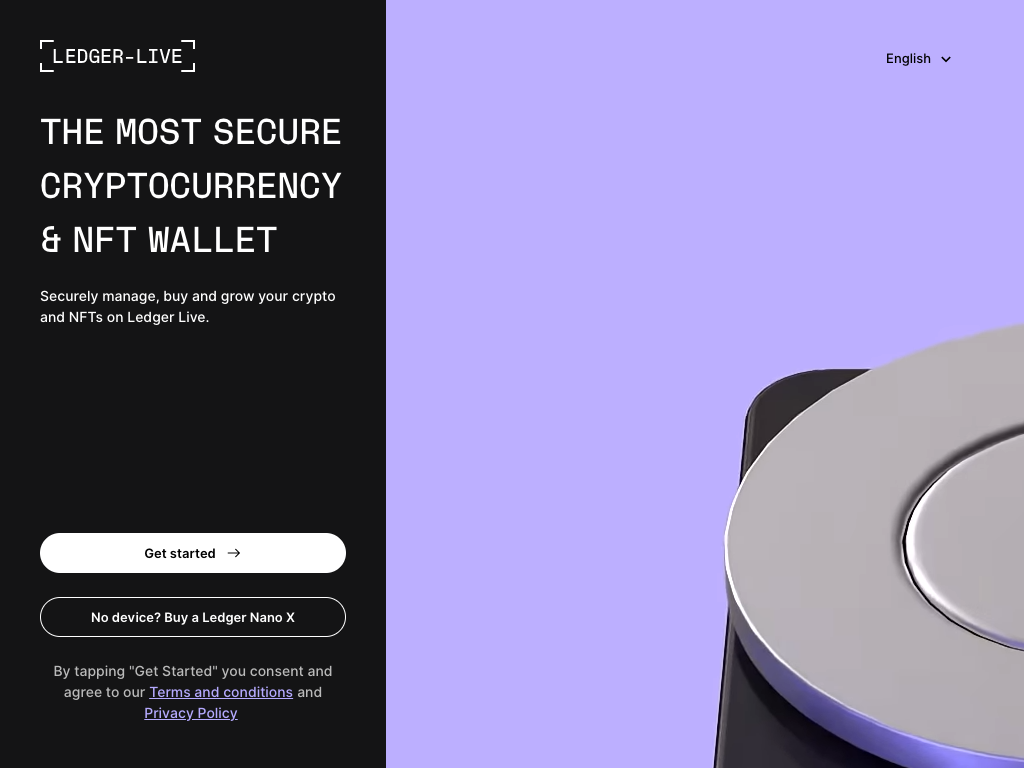 LEDGER-LIVE
English
THE MOST SECURE
CRYPTOCURRENCY
& NFT WALLET
Securely manage, buy and grow your crypto
and NFTs on Ledger Live.
Get started
No device? Buy a Ledger Nano X
By tapping "Get Started" you consent and
agree to our Terms and conditions and
Privacy Policy